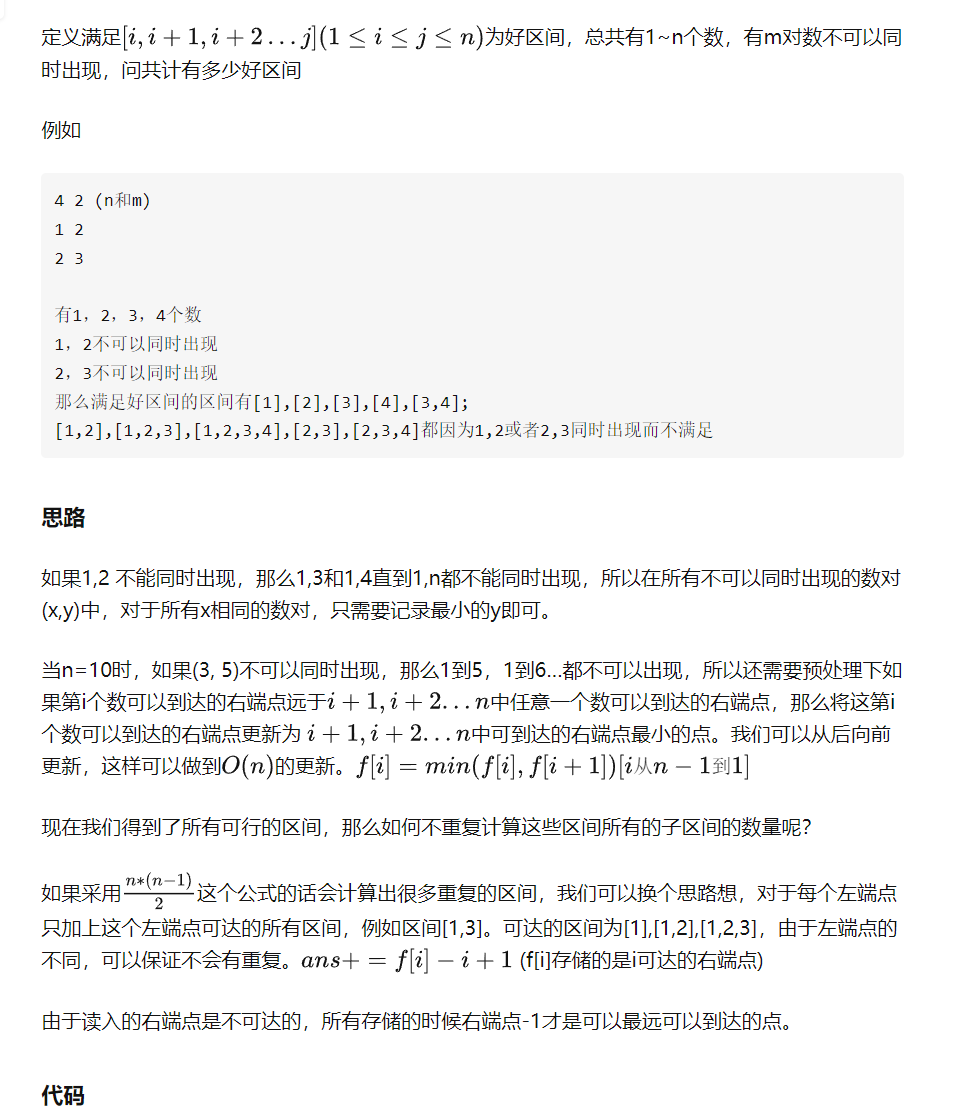 定义满足[i, i + 1, i + 2 … j](1 ≤ i ≤ j ≤ n)为好区间，总共有1~n个数，有m对数不可以同
时出现，问共计有多少好区间
例如
4 2 (n和m)
1 2
2 3
有1，2，3，4个数
1，2不可以同时出现
2，3不可以同时出现
那么满足好区间的区间有[1],[2],[3],[4],[3,4];
[1,2],[1,2,3],[1,2,3,4],[2,3],[2,3,4]都因为1,2或者2,3同时出现而不满足
思路
如果1,2 不能同时出现，那么1,3和1,4直到1,n都不能同时出现，所以在所有不可以同时出现的数对
(x,y)中，对于所有x相同的数对，只需要记录最小的y即可。
当n=10时，如果(3, 5)不可以同时出现，那么1到5，1到6...都不可以出现，所以还需要预处理下如
果第i个数可以到达的右端点远于i + 1, i + 2 … n中任意一个数可以到达的右端点，那么将这第i
个数可以到达的右端点更新为 i + 1, i + 2 … n中可到达的右端点最小的点。我们可以从后向前
更新，这样可以做到O(n)的更新。f[i] = min(f[i], f[i + 1])[i从n − 1到1]
现在我们得到了所有可行的区间，那么如何不重复计算这些区间所有的子区间的数量呢？
如果采用n*(n−1)/2这个公式的话会计算出很多重复的区间，我们可以换个思路想，对于每个左端点
只加上这个左端点可达的所有区间，例如区间[1,3]。可达的区间为[1],[1,2],[1,2,3]，由于左端点的
不同，可以保证不会有重复。ans+ = f[i] − i + 1 (f[i]存储的是i可达的右端点)
由于读入的右端点是不可达的，所有存储的时候右端点-1才是可以最远可以到达的点。
代码